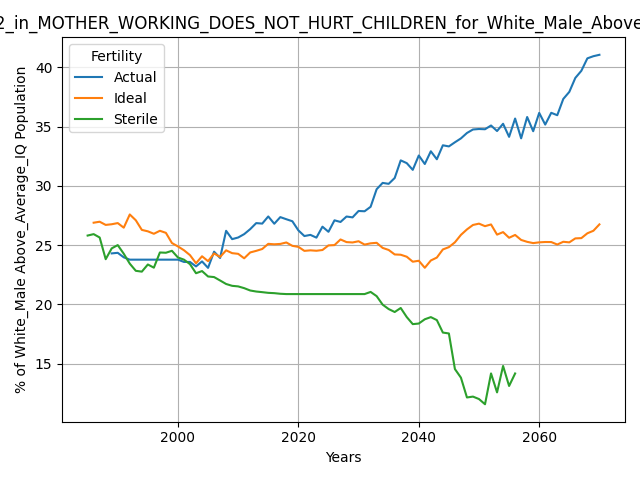 2_in_MOTHER_WORKING_DOES_NOT_HURT_CHILDREN_for_White_Male_Above
Fertility
Actual
Ideal
Sterile
% of White_Male Above_Average_IQ Population
40
35
30
25
20
15
2000
2020
2040
2060
Years